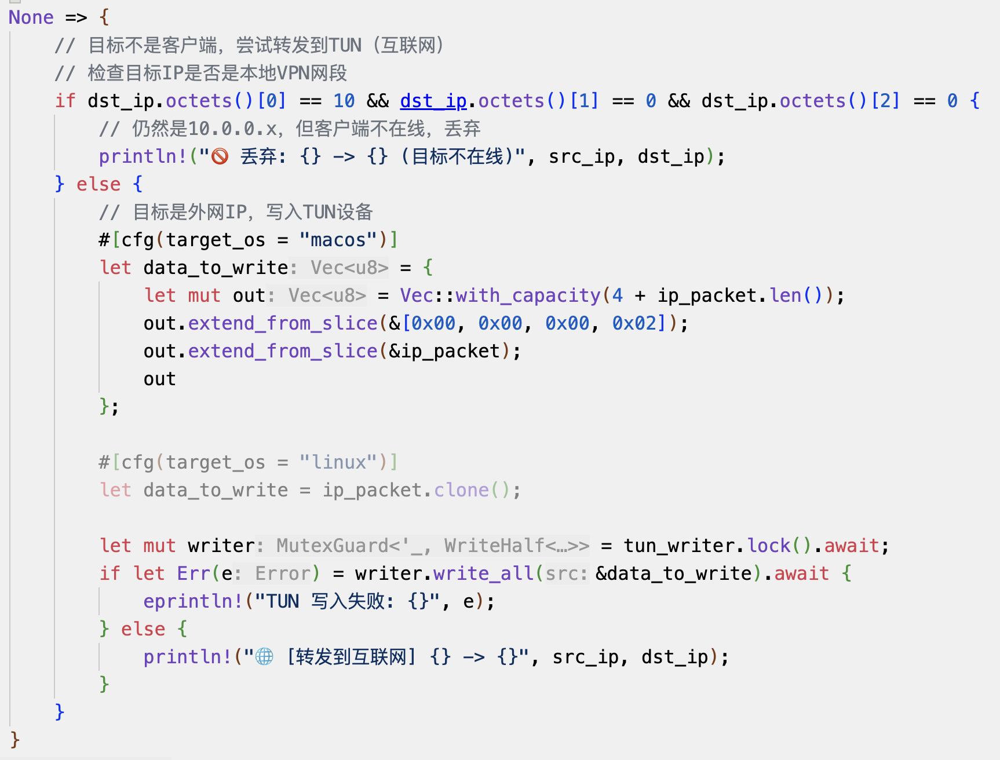 None => {
// 目标不是客户端，尝试转发到TUN（互联网）
// 检查目标IP是否是本地VPN网段
if dst_ip.octets()[0] == 10 && dst_ip.octets()[1] == 0 && dst_ip.octets()[2] == 0 {
// 仍然是10.0.0.x，但客户端不在线，丢弃
println!("🚫 丢弃: {} -> {} (目标不在线)", src_ip, dst_ip);
} else {
// 目标是外网IP，写入TUN设备
#[cfg(target_os = "macos")]
let data_to_write: Vec<u8> = {
let mut out: Vec<u8> = Vec::with_capacity(4 + ip_packet.len());
out.extend_from_slice(&[0x00, 0x00, 0x00, 0x02]);
out.extend_from_slice(&ip_packet);
out
};
#[cfg(target_os = "linux")]
let data_to_write = ip_packet.clone();
let mut writer: MutexGuard<'_, WriteHalf<…>> = tun_writer.lock().await;
if let Err(e: Error) = writer.write_all(src: &data_to_write).await {
eprintln!("TUN 写入失败: {}", e);
} else {
println!("🌐 [转发到互联网] {} -> {}", src_ip, dst_ip);
}
}
}